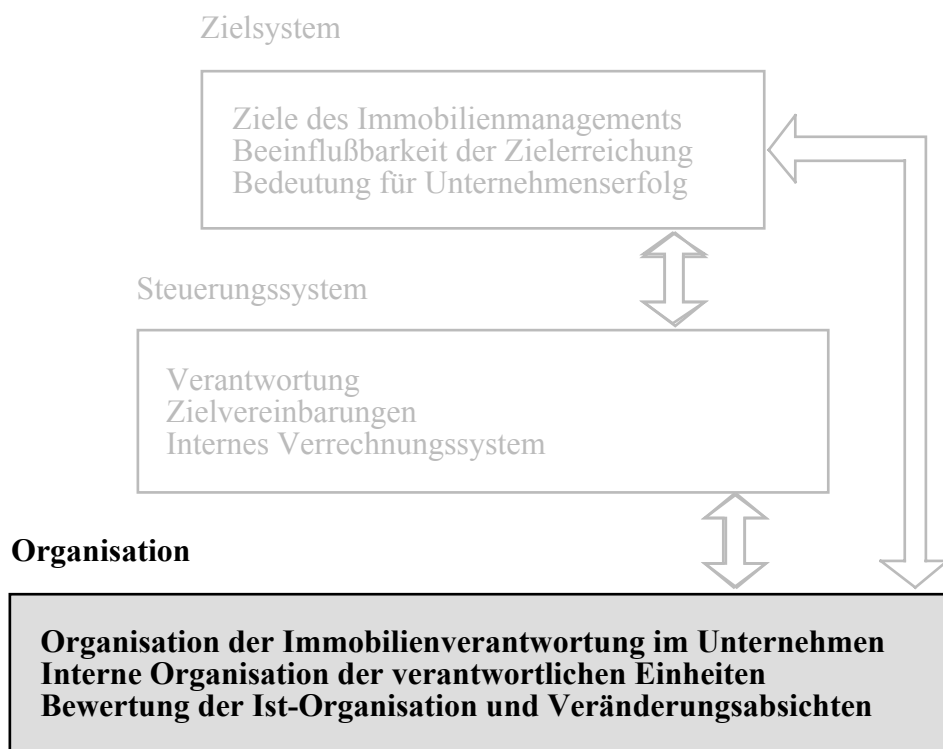 Zielsystem
Ziele des Immobilienmanagements
Beeinflußbarkeit der Zielerreichung
Bedeutung für Unternehmenserfolg
Steuerungssystem
Verantwortung
Zielvereinbarungen
Internes Verrechnungssystem
Organisation
Organisation der Immobilienverantwortung im Unternehmen
Interne Organisation der verantwortlichen Einheiten
Bewertung der Ist-Organisation und Veränderungsabsichten